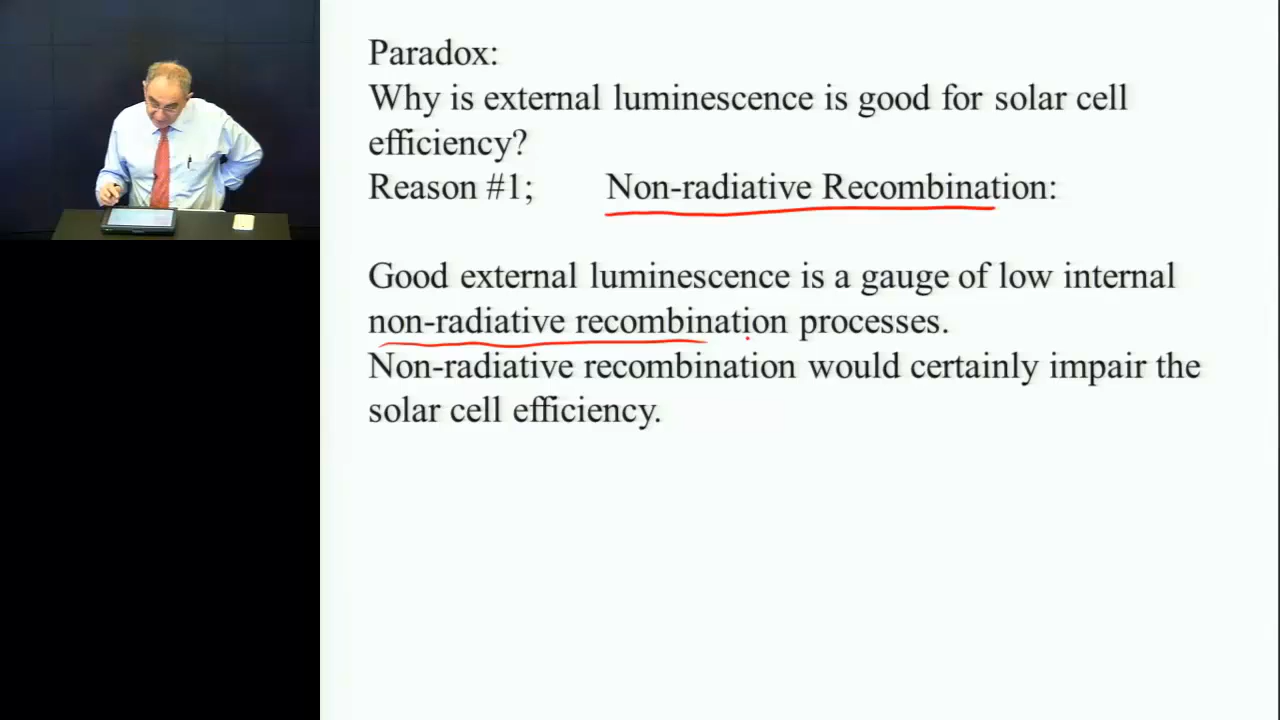 Paradox:
Why is external luminescence is good for solar cell
efficiency?
Reason #1; Non-radiative Recombination:
Good external luminescence is a gauge of low internal
non-radiative recombination processes.
Non-radiative recombination would certainly impair the
solar cell efficiency.